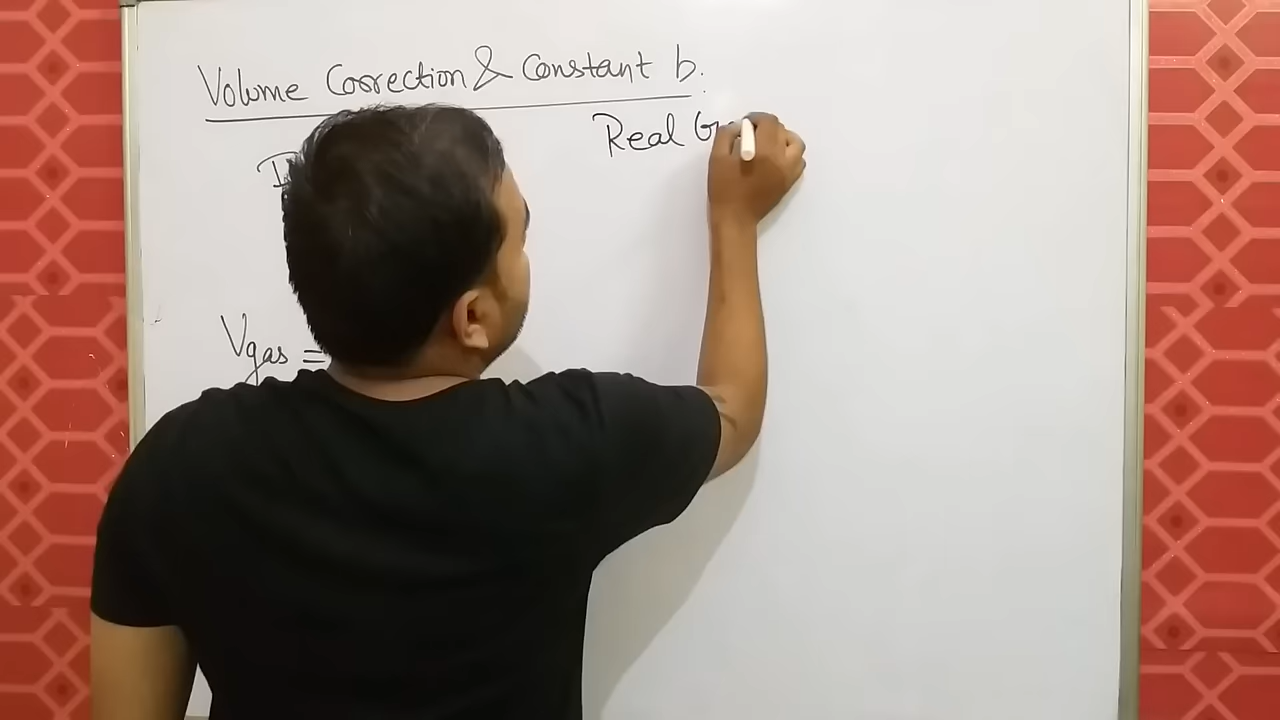 Volume Correction & Constant b.
Real
Vgas =